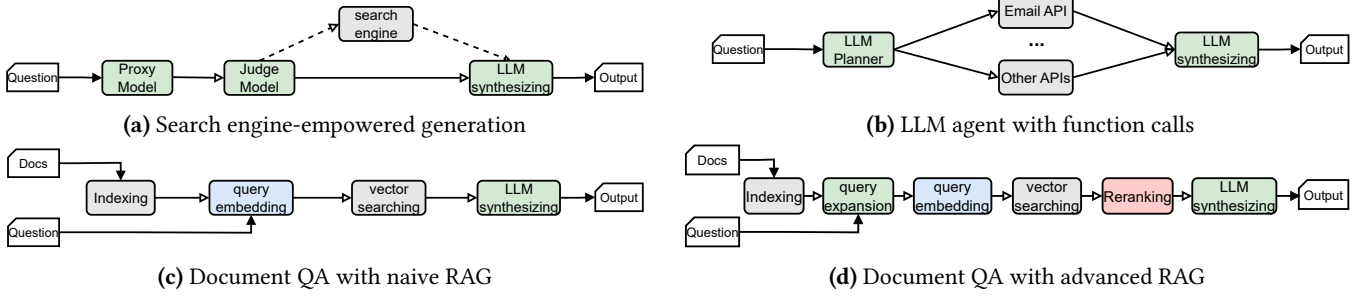 search
engine
Question
Proxy
Model
Judge
Model
LLM
synthesizing
Output
(a) Search engine-empowered generation
Email API
...
Question
LLM
Planner
Other APIs
LLM
synthesizing
Output
(b) LLM agent with function calls
Docs
Indexing
query
embedding
vector
searching
LLM
synthesizing
Output
Question
(c) Document QA with naive RAG
Docs
Indexing
query
expansion
query
embedding
vector
searching
Reranking
LLM
synthesizing
Output
Question
(d) Document QA with advanced RAG